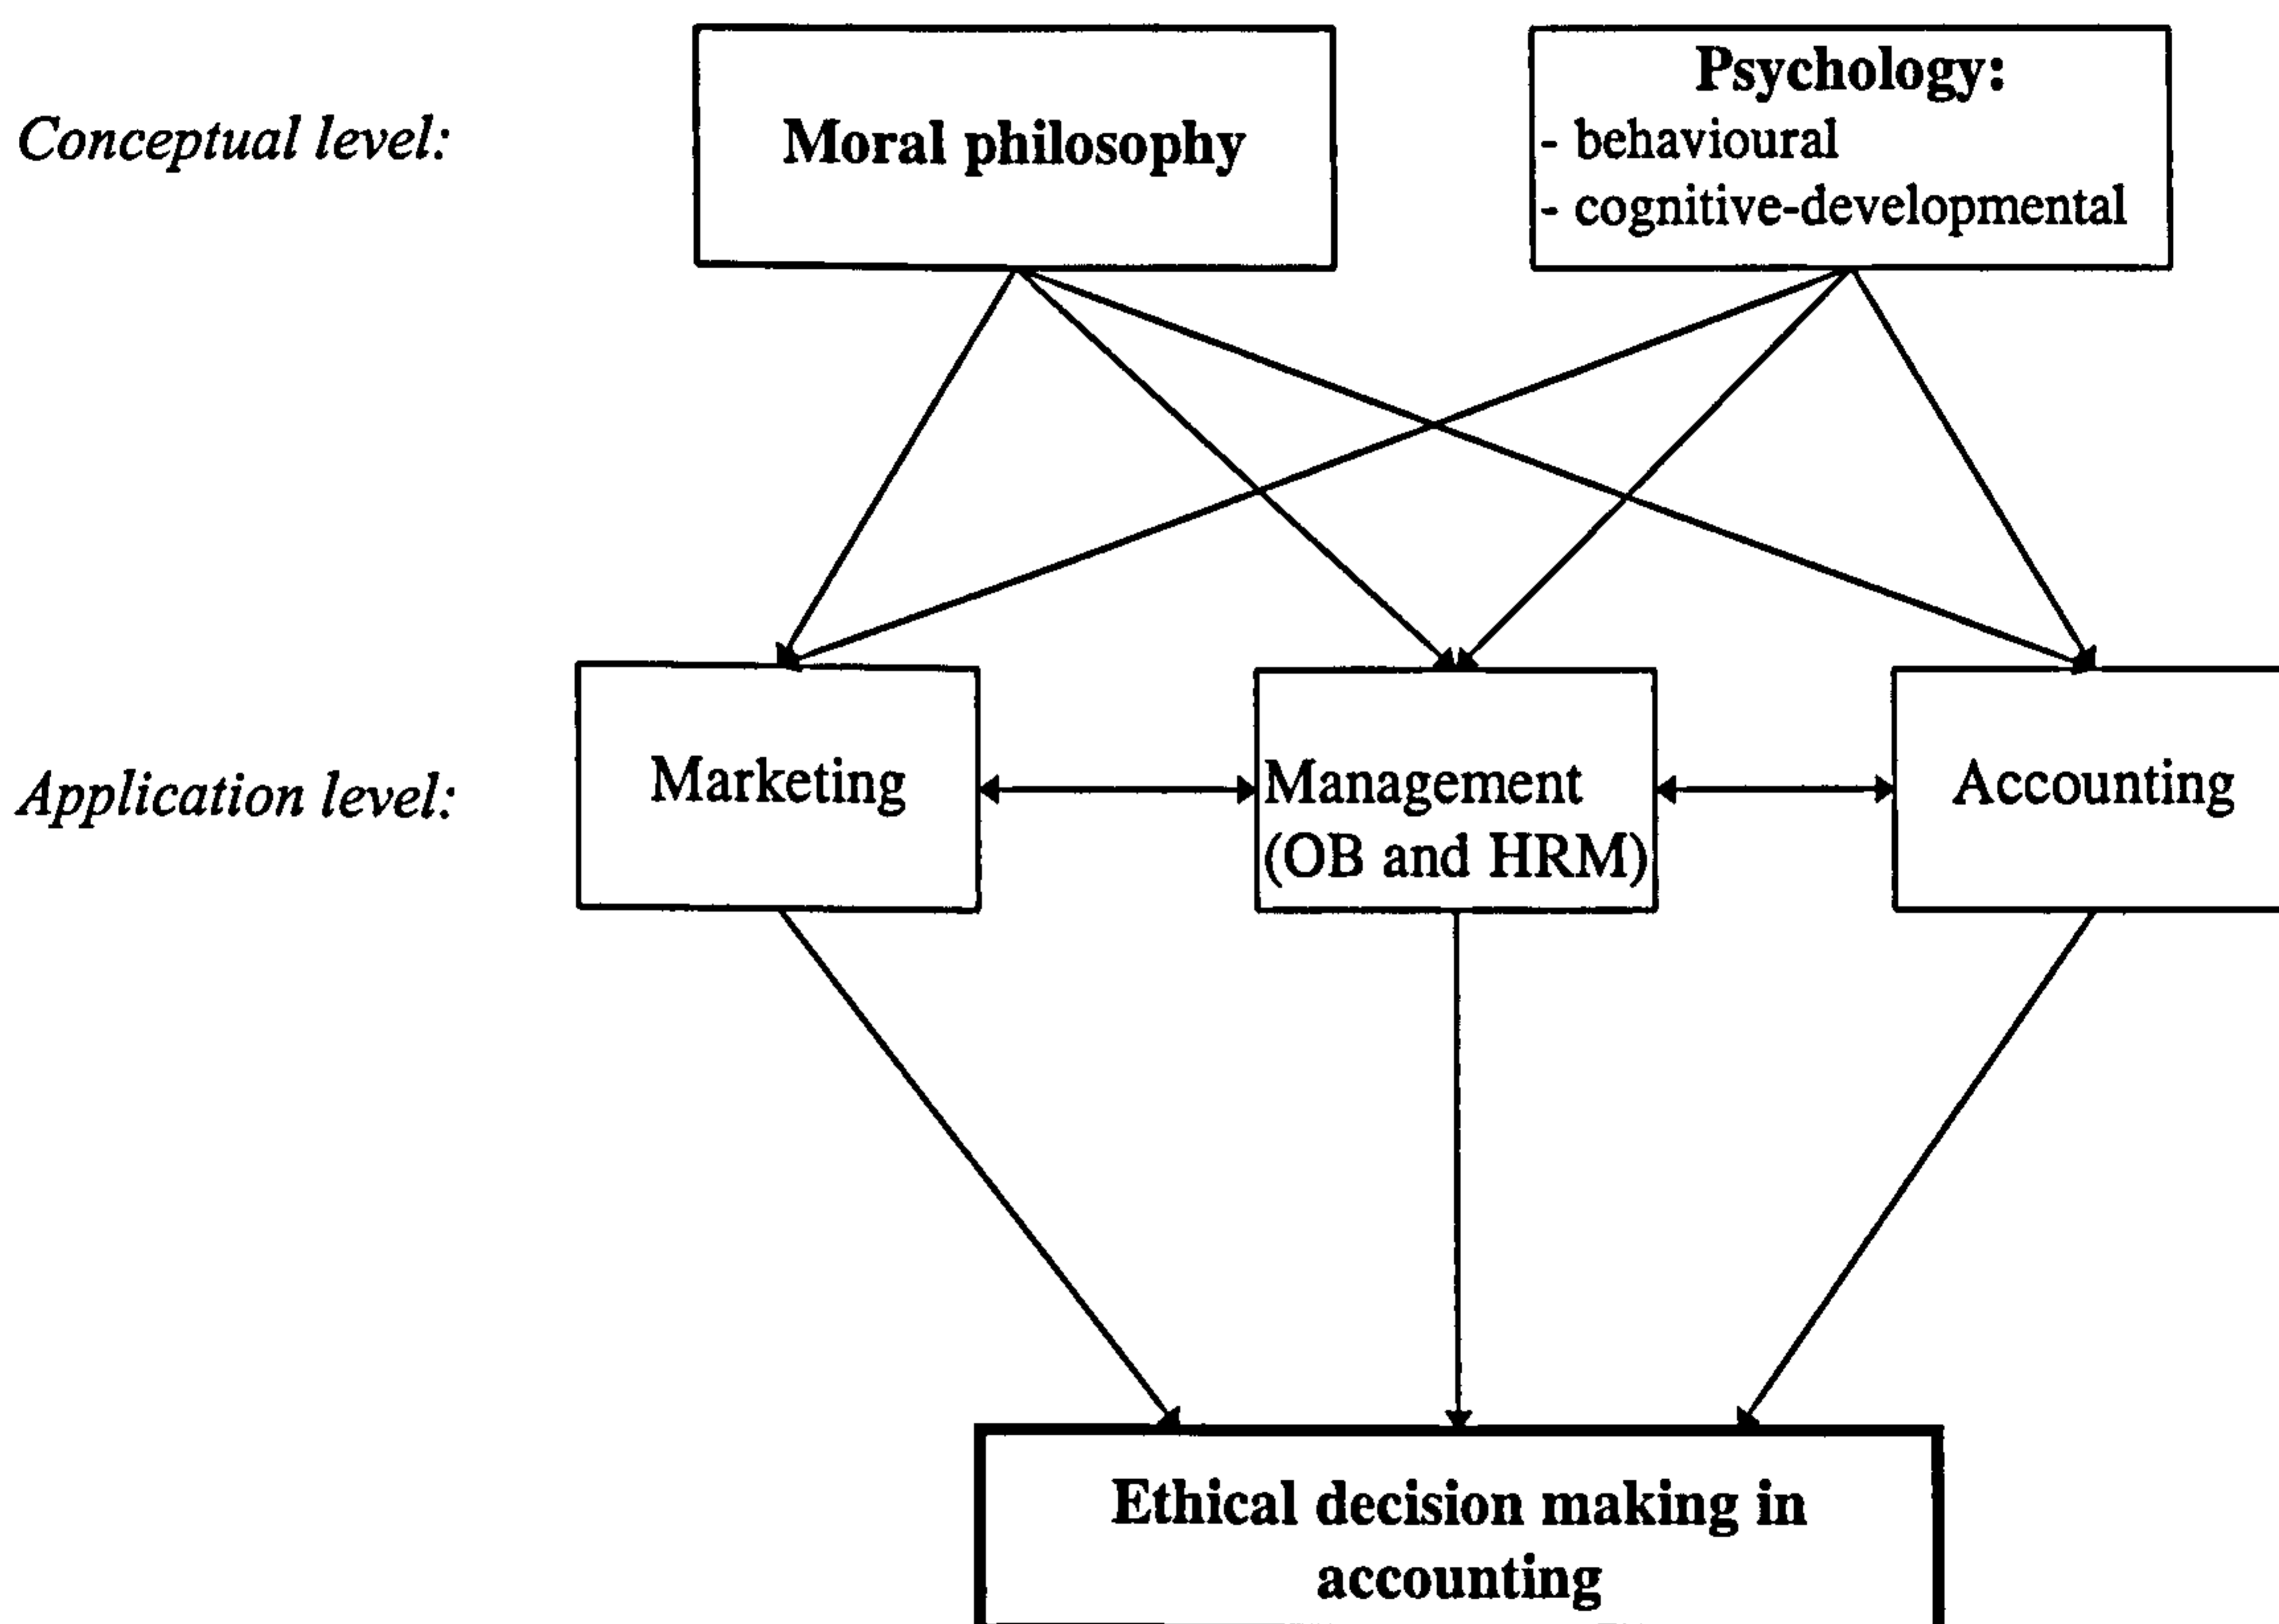 Psychology:
Conceptual level:
Moral philosophy
- behavioural
- cognitive-developmental
Application level:
Marketing
Management
(OB and HRM)
Accounting
Ethical decision making in
accounting